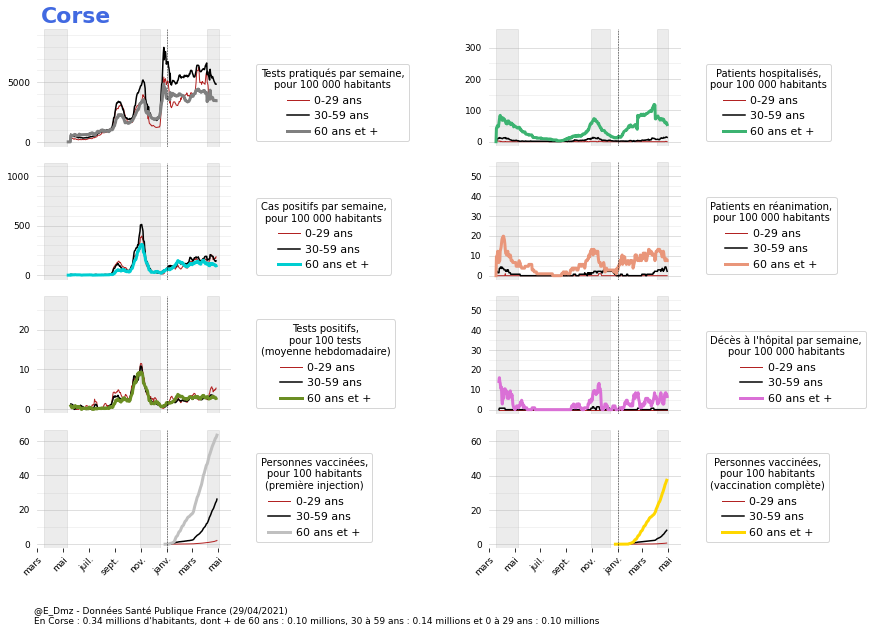 Corse
5000
0
Tests pratiqués par semaine,
pour 100 000 habitants
0-29 ans
30-59 ans
60 ans et +
300
200
100
0
Patients hospitalisés,
pour 100 000 habitants
0-29 ans
30-59 ans
60 ans et +
1000
500
0
Cas positifs par semaine,
pour 100 000 habitants
0-29 ans
30-59 ans
60 ans et +
50
40
30
20
10
0
Patients en réanimation,
pour 100 000 habitants
0-29 ans
30-59 ans
60 ans et +
20
10
0
Tests positifs,
pour 100 tests
(moyenne hebdomadaire)
0-29 ans
30-59 ans
60 ans et +
50
40
30
20
10
0
Décès à l'hôpital par semaine,
pour 100 000 habitants
0-29 ans
30-59 ans
60 ans et +
60
40
20
0
mars mai juil. sept. nov. janv. mars mai
Personnes vaccinées,
pour 100 habitants
(première injection)
0-29 ans
30-59 ans
60 ans et +
60
40
20
0
mars mai juil. sept. nov. janv. mars mai
Personnes vaccinées,
pour 100 habitants
(vaccination complète)
0-29 ans
30-59 ans
60 ans et +
@E_Dmz - Données Santé Publique France (29/04/2021)
En Corse : 0.34 millions d'habitants, dont + de 60 ans : 0.10 millions, 30 à 59 ans : 0.14 millions et 0 à 29 ans : 0.10 millions